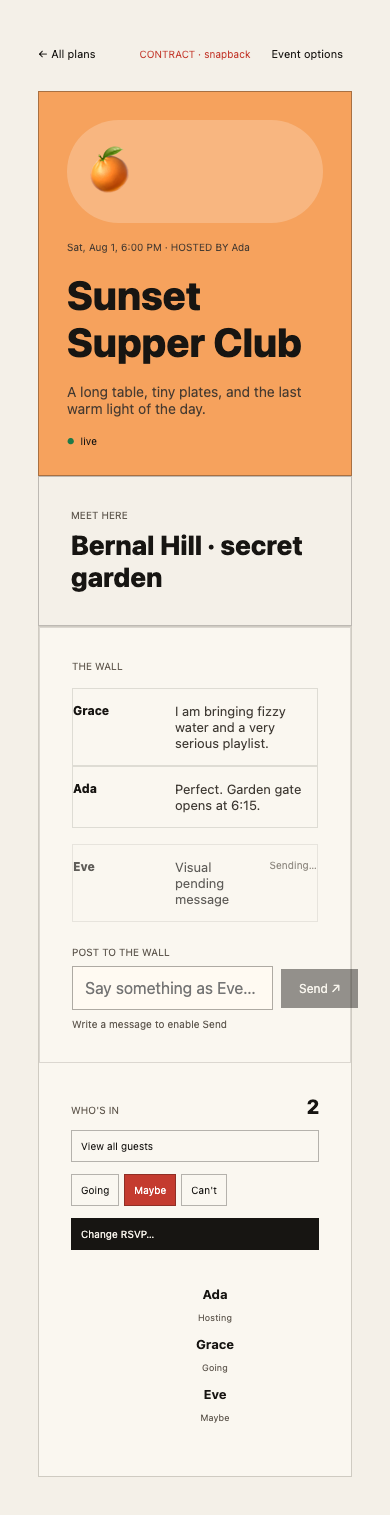 ← All plans
CONTRACT · snapback
Event options
Sat, Aug 1, 6:00 PM · HOSTED BY Ada
Sunset
Supper Club
A long table, tiny plates, and the last
warm light of the day.
live
MEET HERE
Bernal Hill · secret
garden
THE WALL
Grace
I am bringing fizzy
water and a very
serious playlist.
Ada
Perfect. Garden gate
opens at 6:15.
Eve
Visual
pending
message
Sending...
POST TO THE WALL
Say something as Eve...
Send ↗
Write a message to enable Send
WHO'S IN
2
View all guests
Going
Maybe
Can't
Change RSVP...
Ada
Hosting
Grace
Going
Eve
Maybe